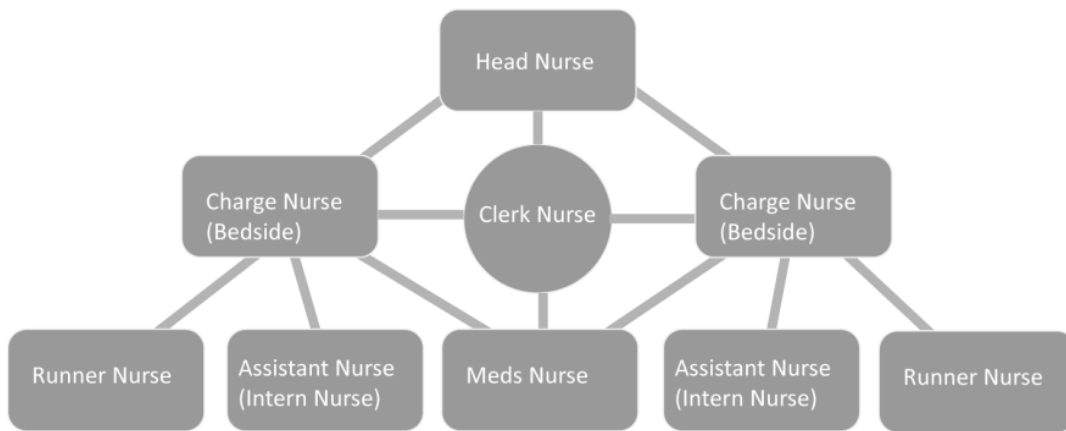 Head Nurse
Charge Nurse
(Bedside)
Clerk Nurse
Charge Nurse
(Bedside)
Runner Nurse
Assistant Nurse
(Intern Nurse)
Meds Nurse
Assistant Nurse
(Intern Nurse)
Runner Nurse